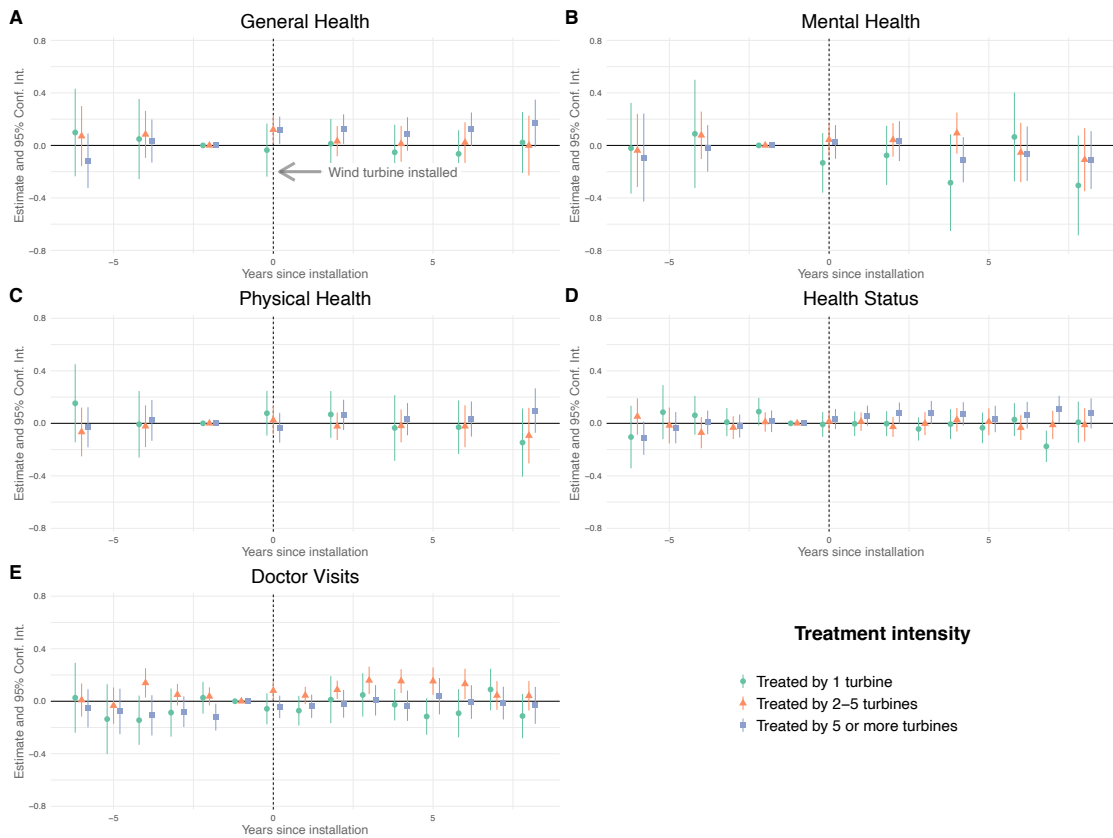 A
General Health
Estimate and 95% Conf. Int.
0.8
0.4
0.0
−0.4
−0.8
Wind turbine installed
−5
0
5
Years since installation
B
Mental Health
Estimate and 95% Conf. Int.
0.8
0.4
0.0
−0.4
−0.8
−5
0
5
Years since installation
C
Physical Health
Estimate and 95% Conf. Int.
0.8
0.4
0.0
−0.4
−0.8
−5
0
5
Years since installation
D
Health Status
Estimate and 95% Conf. Int.
0.8
0.4
0.0
−0.4
−0.8
−5
0
5
Years since installation
E
Doctor Visits
Estimate and 95% Conf. Int.
0.8
0.4
0.0
−0.4
−0.8
−5
0
5
Years since installation
Treatment intensity
Treated by 1 turbine
Treated by 2−5 turbines
Treated by 5 or more turbines